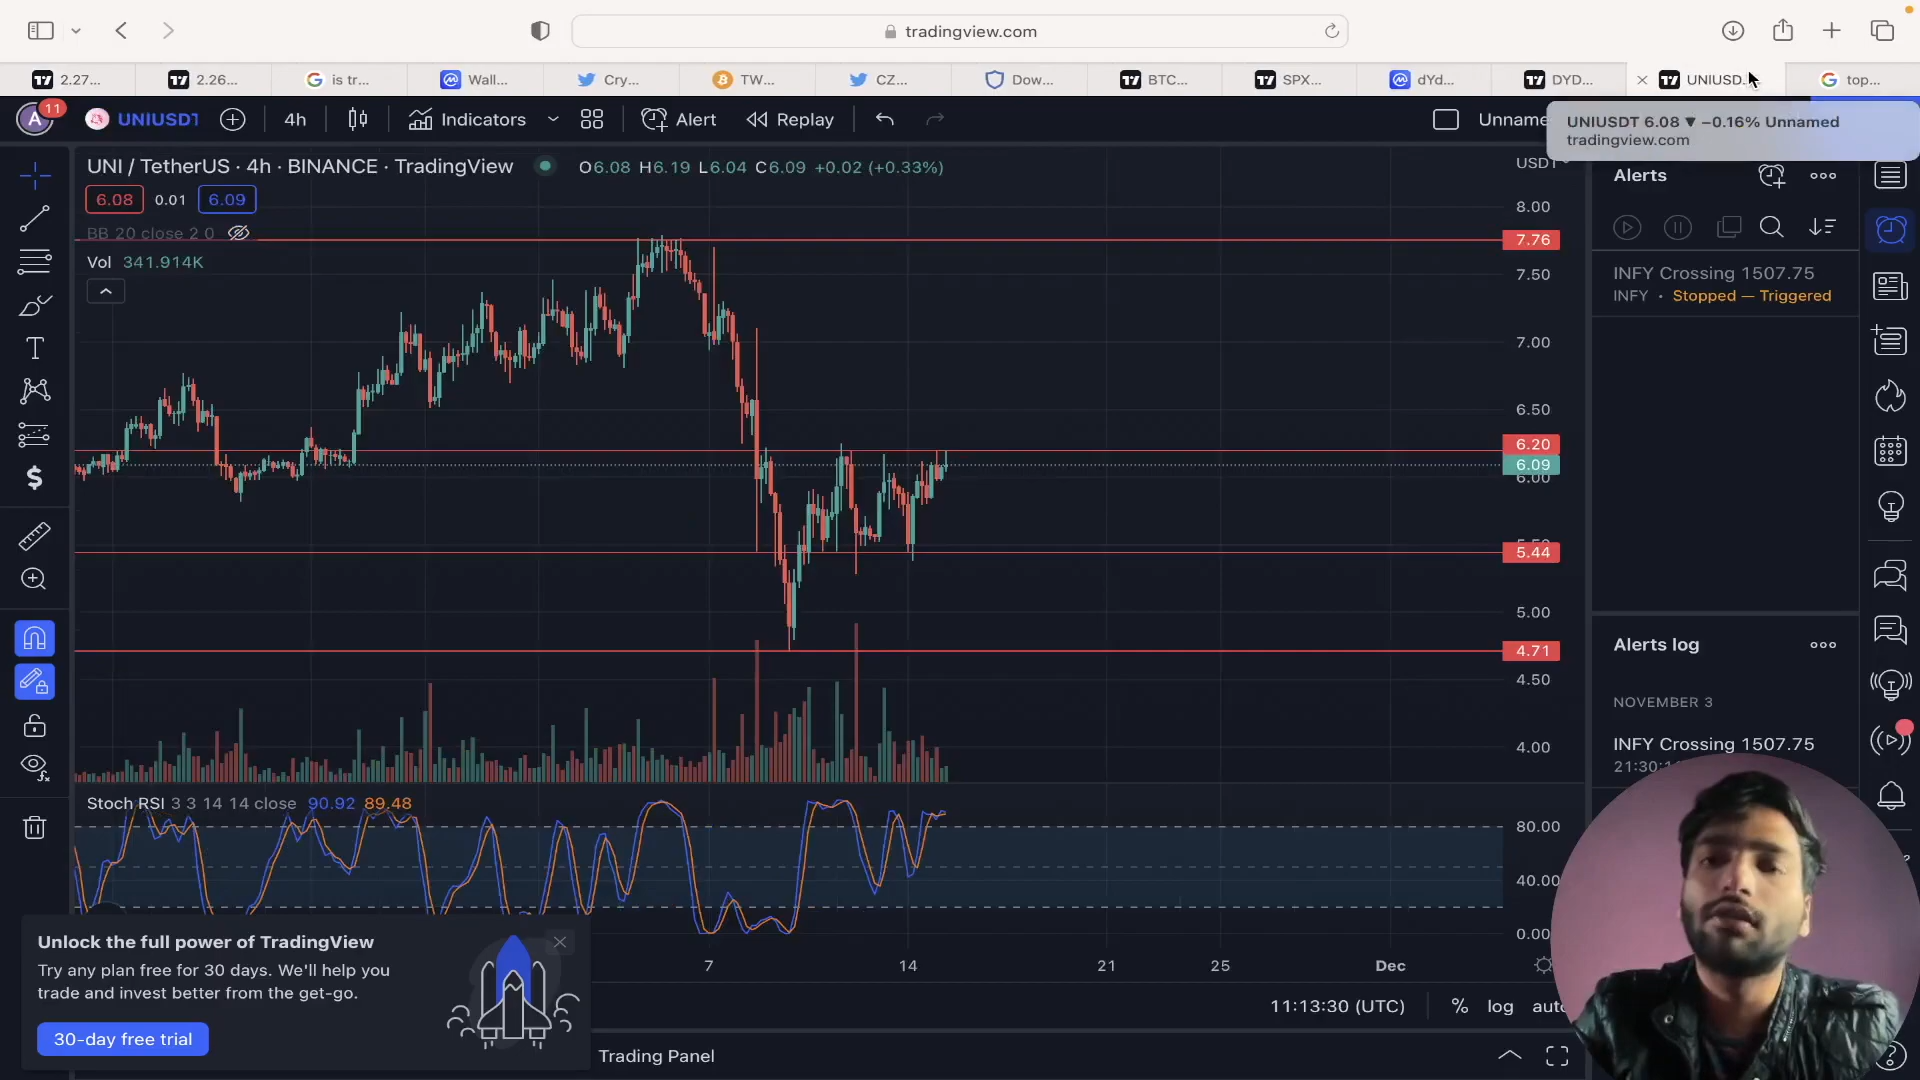 tradingview.com
2.27...
2.26...
is tr...
Wall...
Cry...
TW...
CZ...
Dow...
BTC...
SPX...
dYd...
DYD...
UNIUSD...
top...
A
11
UNIUSDT
4h
Indicators
Alert
Replay
Unname
UNIUSDT 6.08 ▼ −0.16% Unnamed
tradingview.com
UNI / TetherUS · 4h · BINANCE · TradingView
O6.08 H6.19 L6.04 C6.09 +0.02 (+0.33%)
USDT
6.08
0.01
6.09
BB 20 close 2 0
Vol 341.914K
8.00
7.76
7.50
7.00
6.50
6.20
6.09
6.00
5.44
5.00
4.71
4.50
4.00
Stoch RSI 3 3 14 14 close 90.92 89.48
80.00
40.00
0.00
7
14
21
25
Dec
Alerts
INFY Crossing 1507.75
INFY • Stopped — Triggered
Alerts log
NOVEMBER 3
INFY Crossing 1507.75
Unlock the full power of TradingView
Try any plan free for 30 days. We'll help you
trade and invest better from the get-go.
30-day free trial
11:13:30 (UTC)
%
log
auto
Trading Panel